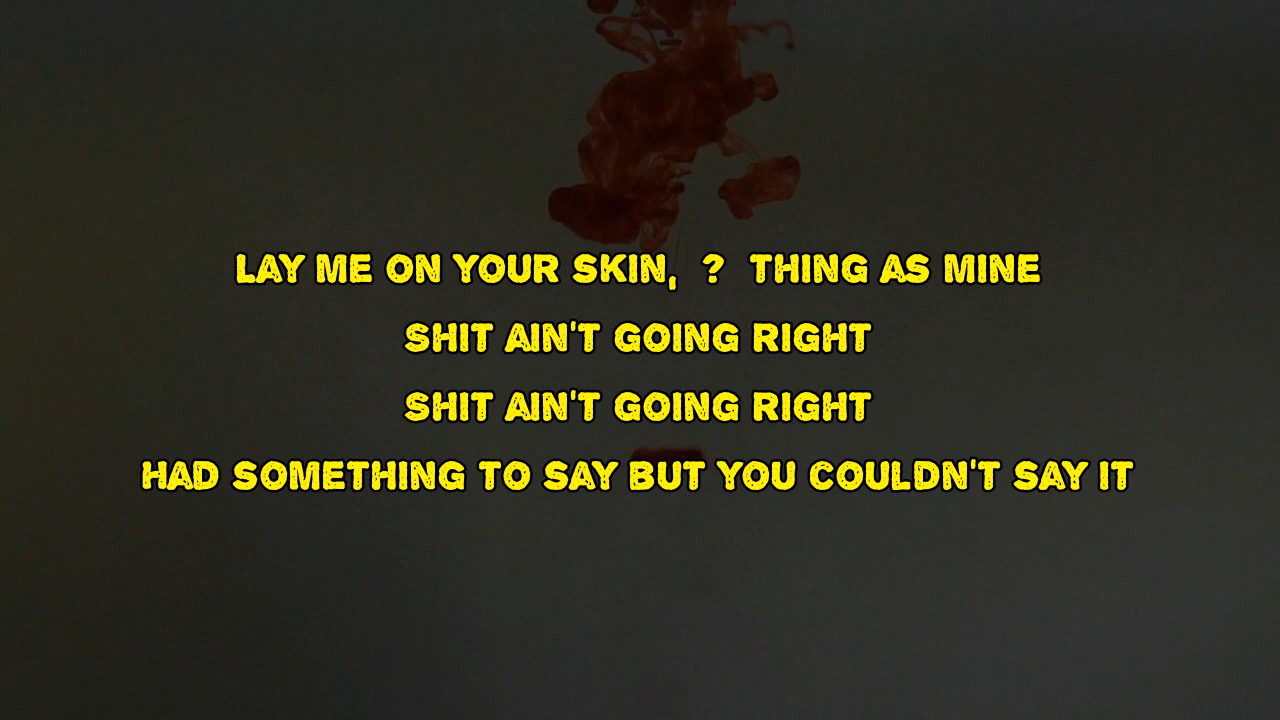 LAY ME ON YOUR SKIN, ? THING AS MINE
SHIT AIN'T GOING RIGHT
SHIT AIN'T GOING RIGHT
HAD SOMETHING TO SAY BUT YOU COULDN'T SAY IT